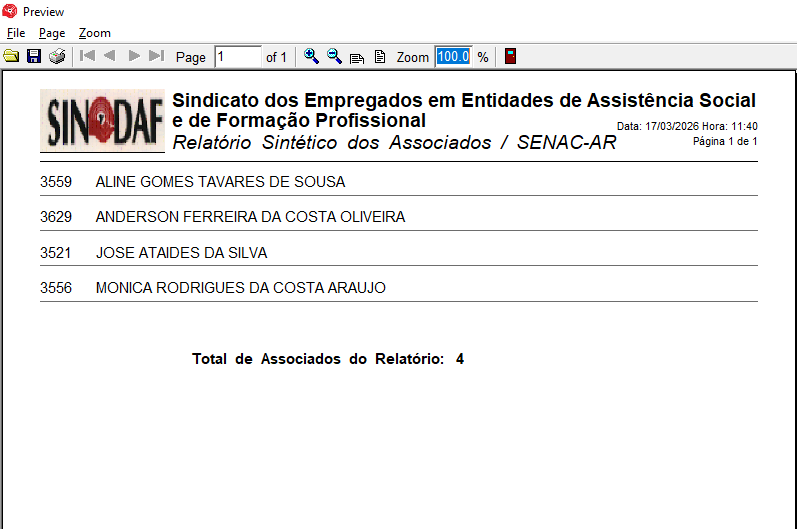 Preview
File Page Zoom
Page 1 of 1 Zoom 100.0 %
SINODAF
Sindicato dos Empregados em Entidades de Assistência Social
e de Formação Profissional
Data: 17/03/2026 Hora: 11:40
Relatório Sintético dos Associados / SENAC-AR
Página 1 de 1
3559 ALINE GOMES TAVARES DE SOUSA
3629 ANDERSON FERREIRA DA COSTA OLIVEIRA
3521 JOSE ATAIDES DA SILVA
3556 MONICA RODRIGUES DA COSTA ARAUJO
Total de Associados do Relatório: 4